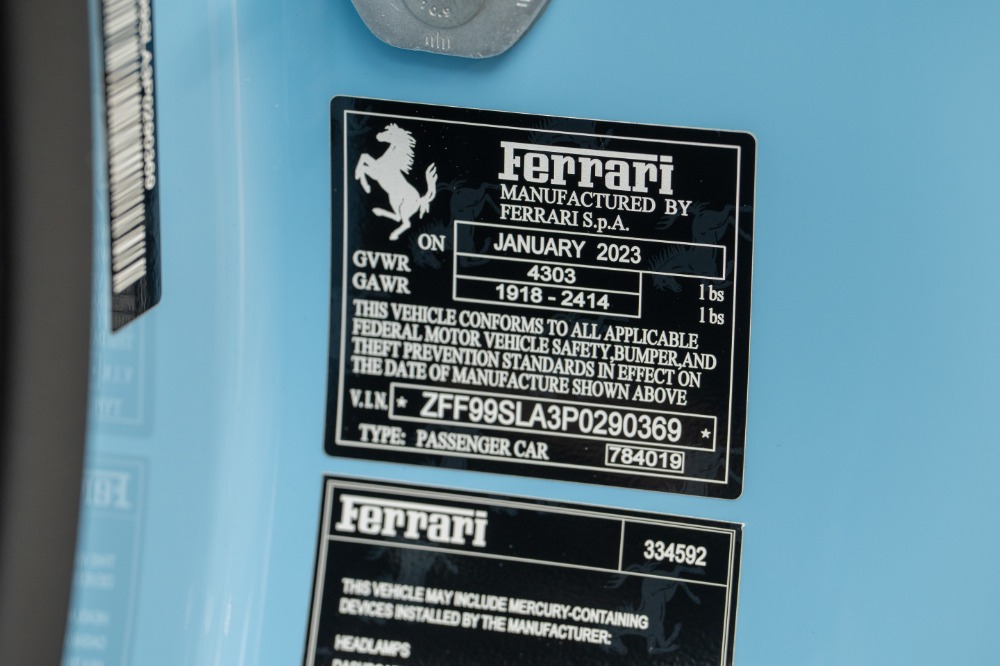 Ferrari
MANUFACTURED BY
FERRARI S.p.A.
ON JANUARY 2023
GVWR 4303 lbs
GAWR 1918 - 2414 lbs
THIS VEHICLE CONFORMS TO ALL APPLICABLE
FEDERAL MOTOR VEHICLE SAFETY,BUMPER,AND
THEFT PREVENTION STANDARDS IN EFFECT ON
THE DATE OF MANUFACTURE SHOWN ABOVE
V.I.N. * ZFF99SLA3P0290369 *
TYPE: PASSENGER CAR 784019
Ferrari 334592
THIS VEHICLE MAY INCLUDE MERCURY-CONTAINING
DEVICES INSTALLED BY THE MANUFACTURER:
HEADLAMPS